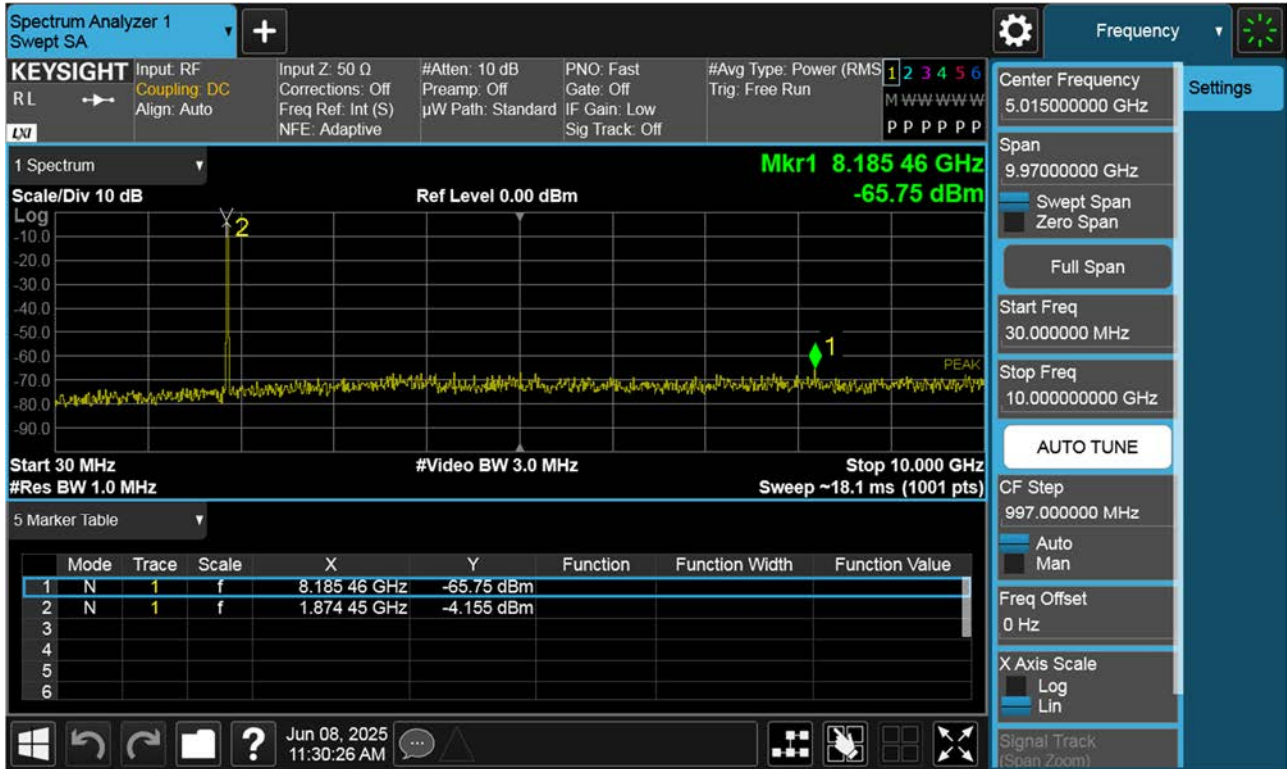 Spectrum Analyzer 1
Swept SA
+
Frequency
KEYSIGHT
RL
LXI
Input: RF
Coupling: DC
Align: Auto
Input Z: 50 Ω
Corrections: Off
Freq Ref: Int (S)
NFE: Adaptive
#Atten: 10 dB
Preamp: Off
µW Path: Standard
PNO: Fast
Gate: Off
IF Gain: Low
Sig Track: Off
#Avg Type: Power (RMS
Trig: Free Run
1 2 3 4 5 6
M W W W W W
P P P P P P
1 Spectrum
Mkr1 8.185 46 GHz
-65.75 dBm
Scale/Div 10 dB
Ref Level 0.00 dBm
Log
-10.0
-20.0
-30.0
-40.0
-50.0
-60.0
-70.0
-80.0
-90.0
2
1
PEAK
Start 30 MHz
#Video BW 3.0 MHz
Stop 10.000 GHz
#Res BW 1.0 MHz
Sweep ~18.1 ms (1001 pts)
5 Marker Table
Mode Trace Scale X Y Function Function Width Function Value
1 N 1 f 8.185 46 GHz -65.75 dBm
2 N 1 f 1.874 45 GHz -4.155 dBm
3
4
5
6
?
Jun 08, 2025
11:30:26 AM
Center Frequency
5.015000000 GHz
Settings
Span
9.97000000 GHz
Swept Span
Zero Span
Full Span
Start Freq
30.000000 MHz
Stop Freq
10.000000000 GHz
AUTO TUNE
CF Step
997.000000 MHz
Auto
Man
Freq Offset
0 Hz
X Axis Scale
Log
Lin
Signal Track
(Span Zoom)